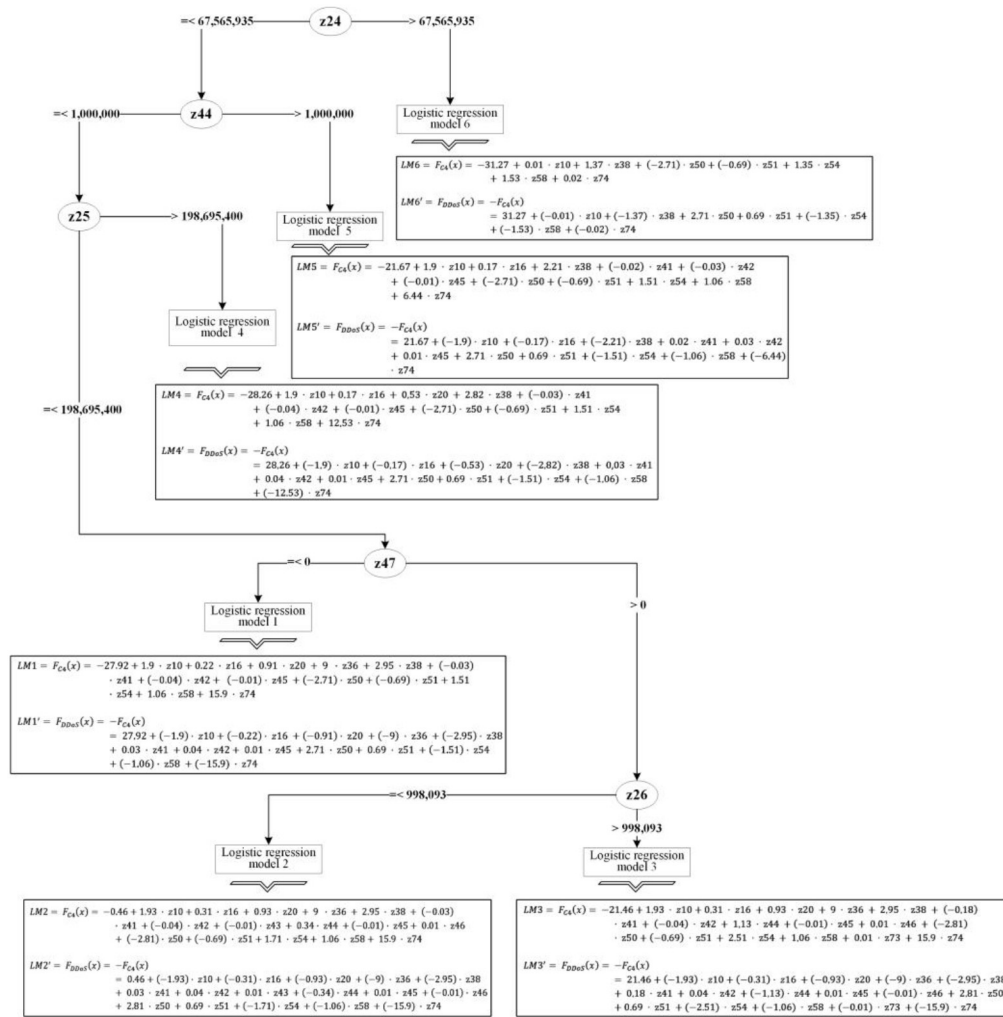 =< 67,565,935
z24
> 67,565,935
=< 1,000,000
z44
> 1,000,000
Logistic regression
model 6
LM6 = F_C4(x) = −31.27 + 0.01 · z10 + 1,37 · z38 + (−2.71) · z50 + (−0.69) · z51 + 1.35 · z54
+ 1.53 · z58 + 0.02 · z74
LM6′ = F_DDoS(x) = −F_C4(x)
= 31.27 + (−0,01) · z10 + (−1.37) · z38 + 2.71 · z50 + 0.69 · z51 + (−1.35) · z54
+ (−1.53) · z58 + (−0.02) · z74
z25
> 198,695,400
Logistic regression
model 5
LM5 = F_C4(x) = −21.67 + 1.9 · z10 + 0.17 · z16 + 2,21 · z38 + (−0.02) · z41 + (−0.03) · z42
+ (−0,01) · z45 + (−2.71) · z50 + (−0.69) · z51 + 1.51 · z54 + 1.06 · z58
+ 6.44 · z74
LM5′ = F_DDoS(x) = −F_C4(x)
= 21.67 + (−1.9) · z10 + (−0.17) · z16 + (−2.21) · z38 + 0.02 · z41 + 0.03 · z42
+ 0.01 · z45 + 2.71 · z50 + 0.69 · z51 + (−1.51) · z54 + (−1.06) · z58 + (−6.44)
· z74
Logistic regression
model 4
LM4 = F_C4(x) = −28.26 + 1.9 · z10 + 0.17 · z16 + 0,53 · z20 + 2.82 · z38 + (−0.03) · z41
+ (−0.04) · z42 + (−0,01) · z45 + (−2.71) · z50 + (−0.69) · z51 + 1.51 · z54
+ 1.06 · z58 + 12,53 · z74
LM4′ = F_DDoS(x) = −F_C4(x)
= 28,26 + (−1.9) · z10 + (−0,17) · z16 + (−0.53) · z20 + (−2,82) · z38 + 0,03 · z41
+ 0.04 · z42 + 0.01 · z45 + 2.71 · z50 + 0.69 · z51 + (−1.51) · z54 + (−1,06) · z58
+ (−12.53) · z74
=< 198,695,400
z47
=< 0
> 0
Logistic regression
model 1
LM1 = F_C4(x) = −27.92 + 1.9 · z10 + 0.22 · z16 + 0.91 · z20 + 9 · z36 + 2.95 · z38 + (−0.03)
· z41 + (−0.04) · z42 + (−0.01) · z45 + (−2.71) · z50 + (−0.69) · z51 + 1.51
· z54 + 1.06 · z58 + 15.9 · z74
LM1′ = F_DDoS(x) = −F_C4(x)
= 27.92 + (−1.9) · z10 + (−0.22) · z16 + (−0.91) · z20 + (−9) · z36 + (−2.95) · z38
+ 0.03 · z41 + 0.04 · z42 + 0.01 · z45 + 2.71 · z50 + 0.69 · z51 + (−1.51) · z54
+ (−1.06) · z58 + (−15.9) · z74
z26
=< 998,093
> 998,093
Logistic regression
model 2
Logistic regression
model 3
LM2 = F_C4(x) = −0.46 + 1.93 · z10 + 0.31 · z16 + 0.93 · z20 + 9 · z36 + 2.95 · z38 + (−0.03)
· z41 + (−0.04) · z42 + (−0.01) · z43 + 0.34 · z44 + (−0.01) · z45 + 0.01 · z46
+ (−2.81) · z50 + (−0.69) · z51 + 1.71 · z54 + 1.06 · z58 + 15.9 · z74
LM2′ = F_DDoS(x) = −F_C4(x)
= 0.46 + (−1.93) · z10 + (−0.31) · z16 + (−0.93) · z20 + (−9) · z36 + (−2.95) · z38
+ 0.03 · z41 + 0.04 · z42 + 0.01 · z43 + (−0.34) · z44 + 0.01 · z45 + (−0.01) · z46
+ 2.81 · z50 + 0.69 · z51 + (−1.71) · z54 + (−1.06) · z58 + (−15.9) · z74
LM3 = F_C4(x) = −21.46 + 1.93 · z10 + 0.31 · z16 + 0.93 · z20 + 9 · z36 + 2,95 · z38 + (−0,18)
· z41 + (−0.04) · z42 + 1,13 · z44 + (−0.01) · z45 + 0.01 · z46 + (−2.81)
· z50 + (−0.69) · z51 + 2.51 · z54 + 1,06 · z58 + 0.01 · z73 + 15.9 · z74
LM3′ = F_DDoS(x) = −F_C4(x)
= 21.46 + (−1,93) · z10 + (−0.31) · z16 + (−0,93) · z20 + (−9) · z36 + (−2,95) · z38
+ 0,18 · z41 + 0.04 · z42 + (−1,13) · z44 + 0.01 · z45 + (−0.01) · z46 + 2.81 · z50
+ 0.69 · z51 + (−2,51) · z54 + (−1.06) · z58 + (−0.01) · z73 + (−15.9) · z74